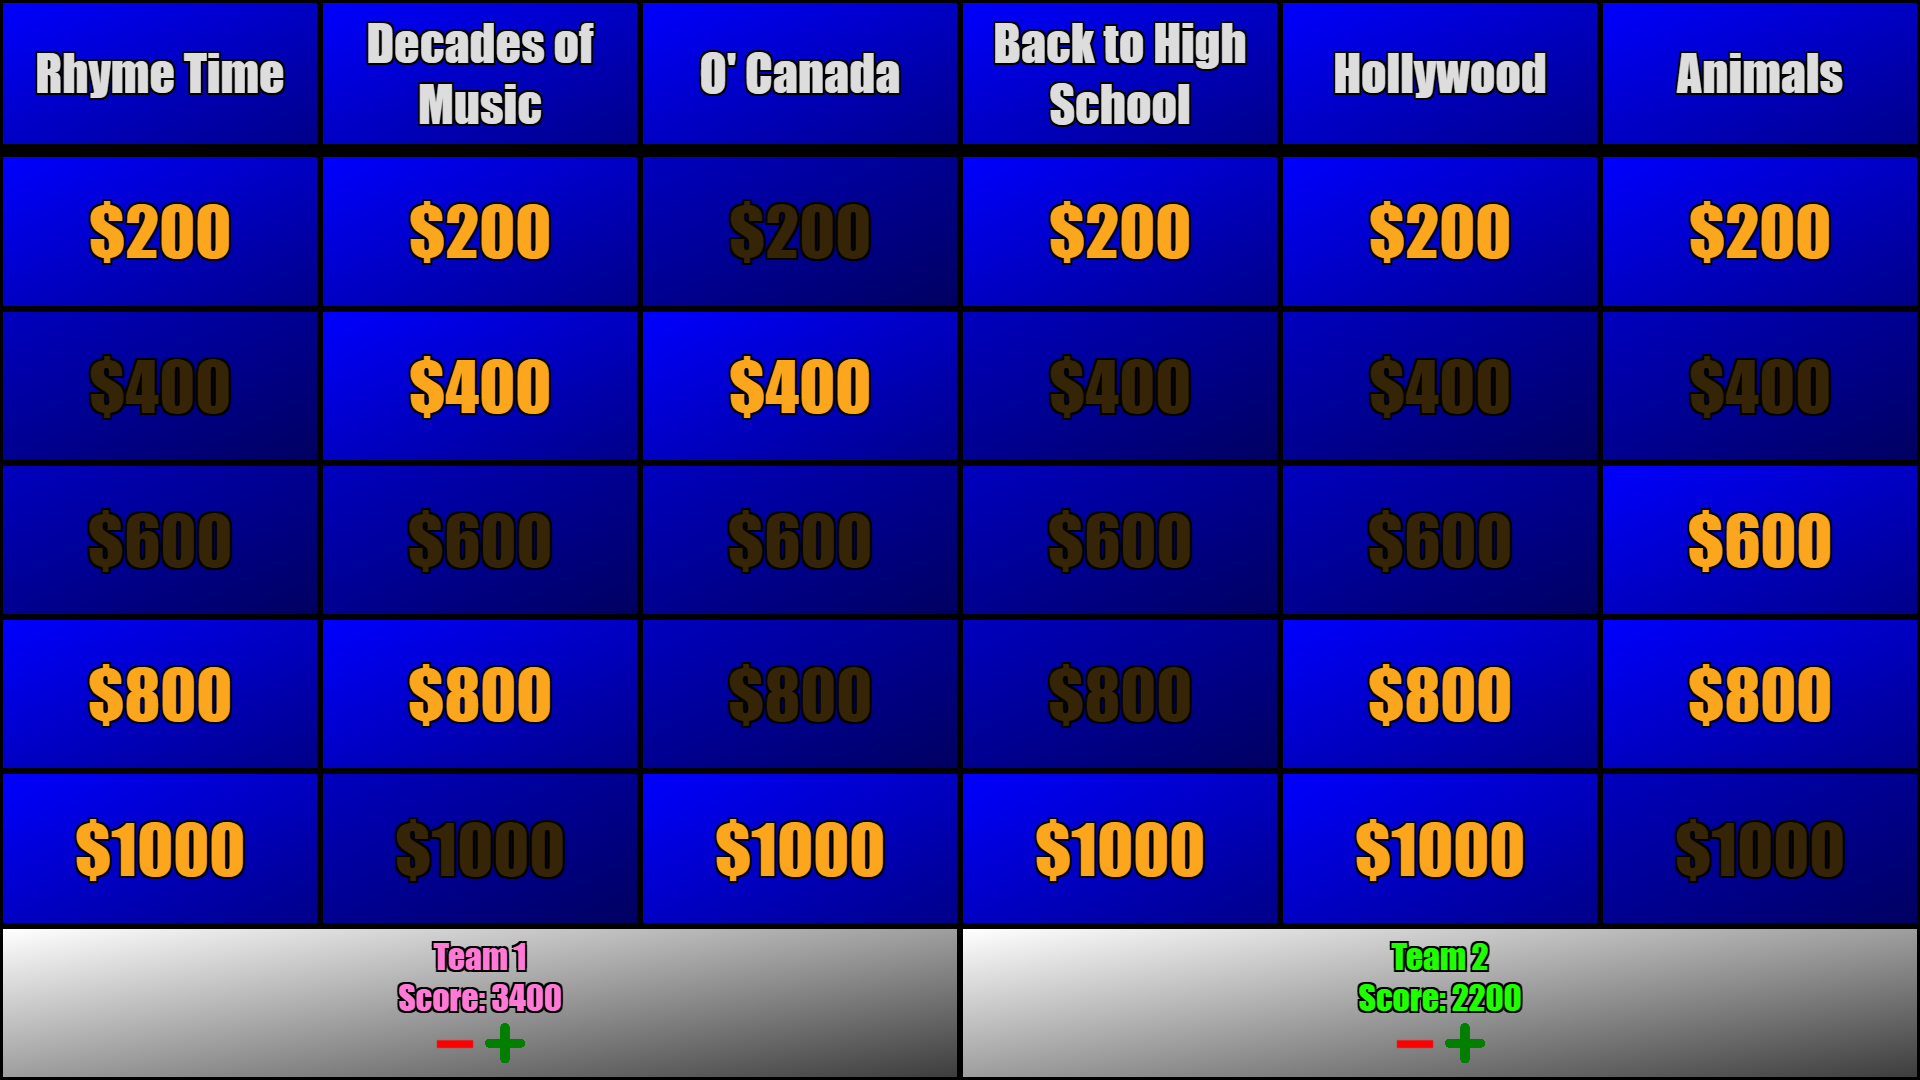 Rhyme Time
Decades of
Music
O' Canada
Back to High
School
Hollywood
Animals
$200 $200 $200 $200 $200 $200
$400 $400 $400 $400 $400 $400
$600 $600 $600 $600 $600 $600
$800 $800 $800 $800 $800 $800
$1000 $1000 $1000 $1000 $1000 $1000
Team 1
Score: 3400
Team 2
Score: 2200